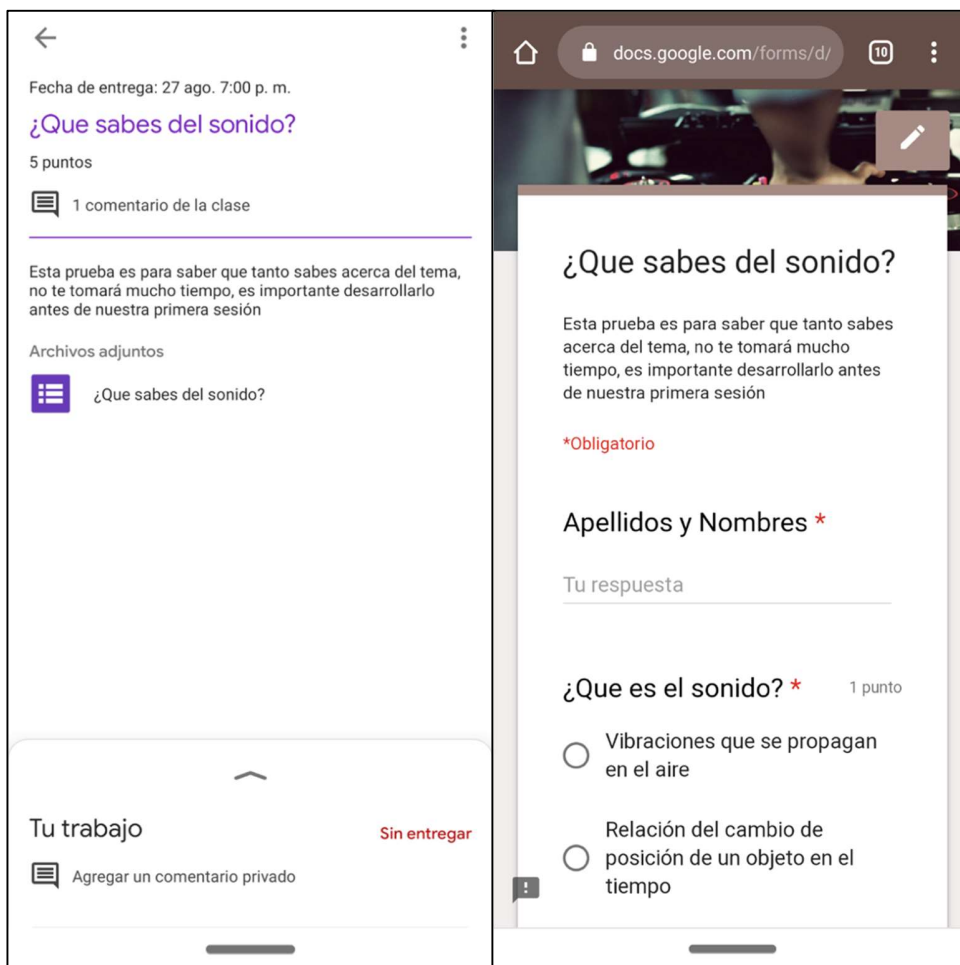 Fecha de entrega: 27 ago. 7:00 p. m.
¿Que sabes del sonido?
5 puntos
1 comentario de la clase
Esta prueba es para saber que tanto sabes acerca del tema,
no te tomará mucho tiempo, es importante desarrollarlo
antes de nuestra primera sesión
Archivos adjuntos
¿Que sabes del sonido?
Tu trabajo
Sin entregar
Agregar un comentario privado
docs.google.com/forms/d/
10
¿Que sabes del sonido?
Esta prueba es para saber que tanto sabes
acerca del tema, no te tomará mucho
tiempo, es importante desarrollarlo antes
de nuestra primera sesión
*Obligatorio
Apellidos y Nombres *
Tu respuesta
¿Que es el sonido? *
1 punto
Vibraciones que se propagan
en el aire
Relación del cambio de
posición de un objeto en el
tiempo